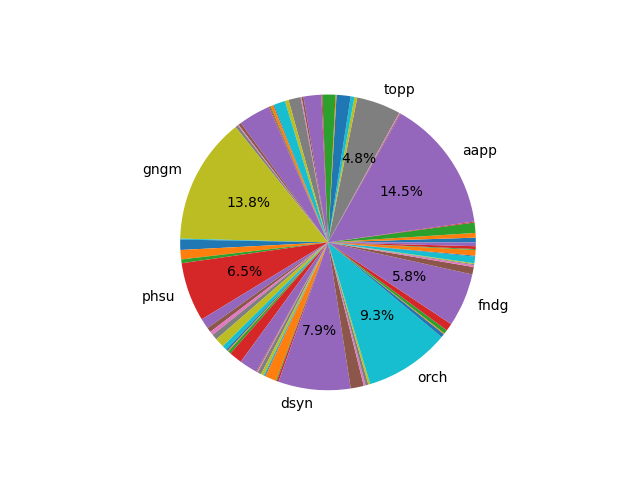 topp
4.8%
aapp
14.5%
gngm
13.8%
phsu
6.5%
5.8%
fndg
9.3%
orch
7.9%
dsyn